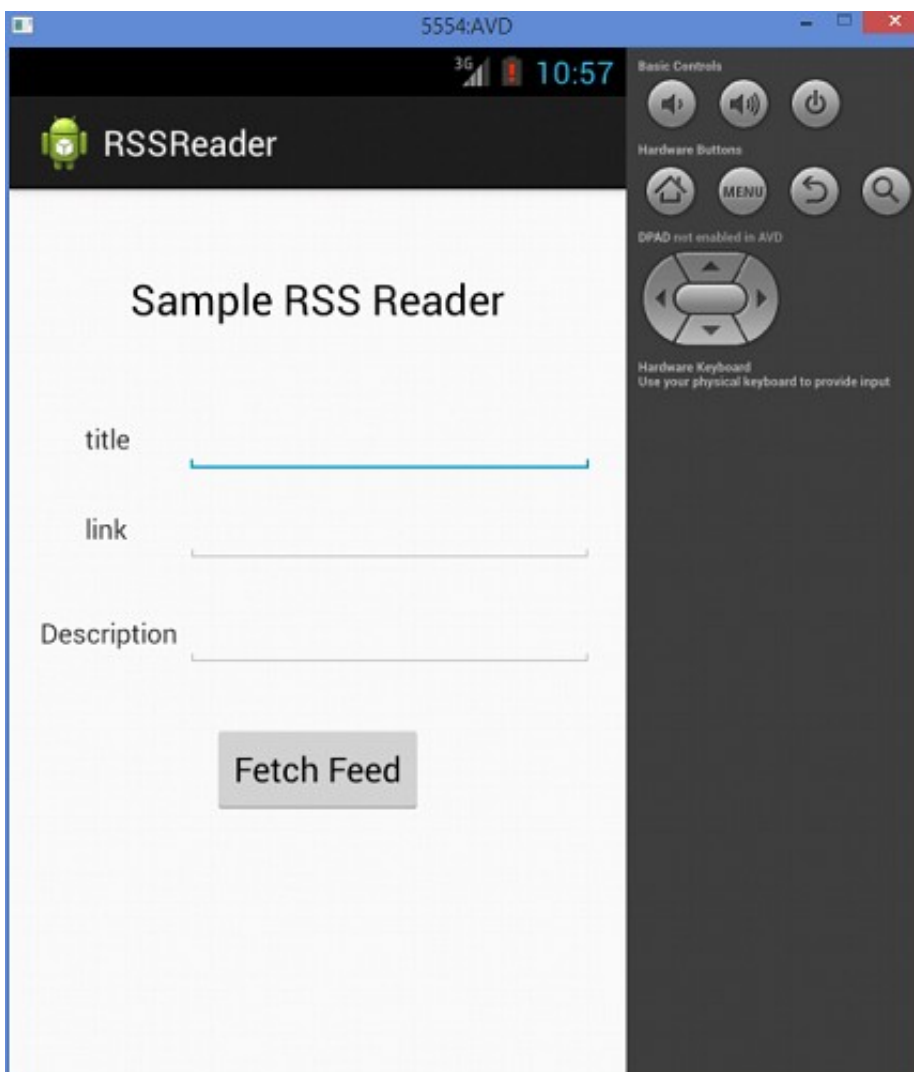 5554:AVD
3G 10:57
RSSReader
Sample RSS Reader
title
link
Description
Fetch Feed
Basic Controls
Hardware Buttons
MENU
DPAD not enabled in AVD
Hardware Keyboard
Use your physical keyboard to provide input